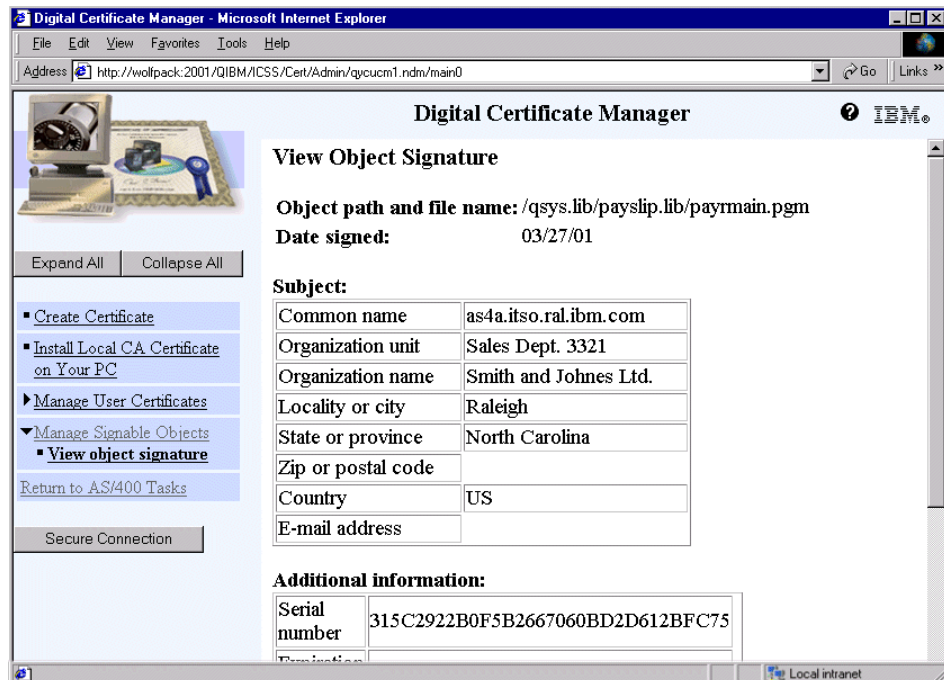 Digital Certificate Manager - Microsoft Internet Explorer
File Edit View Favorites Tools Help
Address http://wolfpack:2001/QIBM/ICSS/Cert/Admin/qycucm1.ndm/main0 Go Links »
Digital Certificate Manager ? IBM®
Expand All Collapse All
Create Certificate
Install Local CA Certificate
on Your PC
Manage User Certificates
Manage Signable Objects
View object signature
Return to AS/400 Tasks
Secure Connection
View Object Signature
Object path and file name: /qsys.lib/payslip.lib/payrmain.pgm
Date signed: 03/27/01
Subject:
Common name as4a.itso.ral.ibm.com
Organization unit Sales Dept. 3321
Organization name Smith and Johnes Ltd.
Locality or city Raleigh
State or province North Carolina
Zip or postal code
Country US
E-mail address
Additional information:
Serial
number 315C2922B0F5B2667060BD2D612BFC75
Expiration
Local intranet